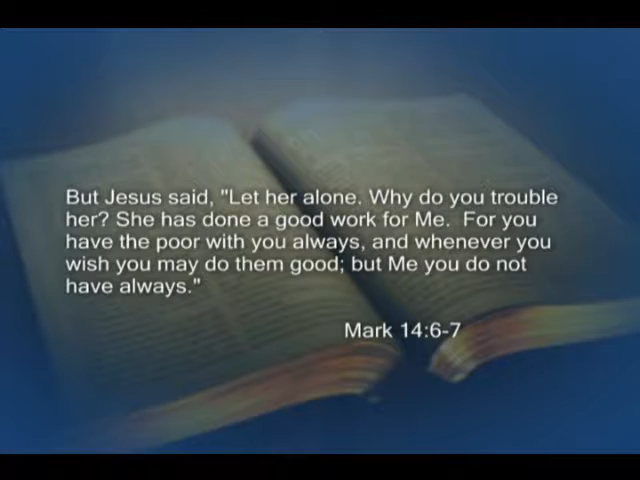 But Jesus said, "Let her alone. Why do you trouble
her? She has done a good work for Me.  For you
have the poor with you always, and whenever you
wish you may do them good; but Me you do not
have always."
Mark 14:6-7